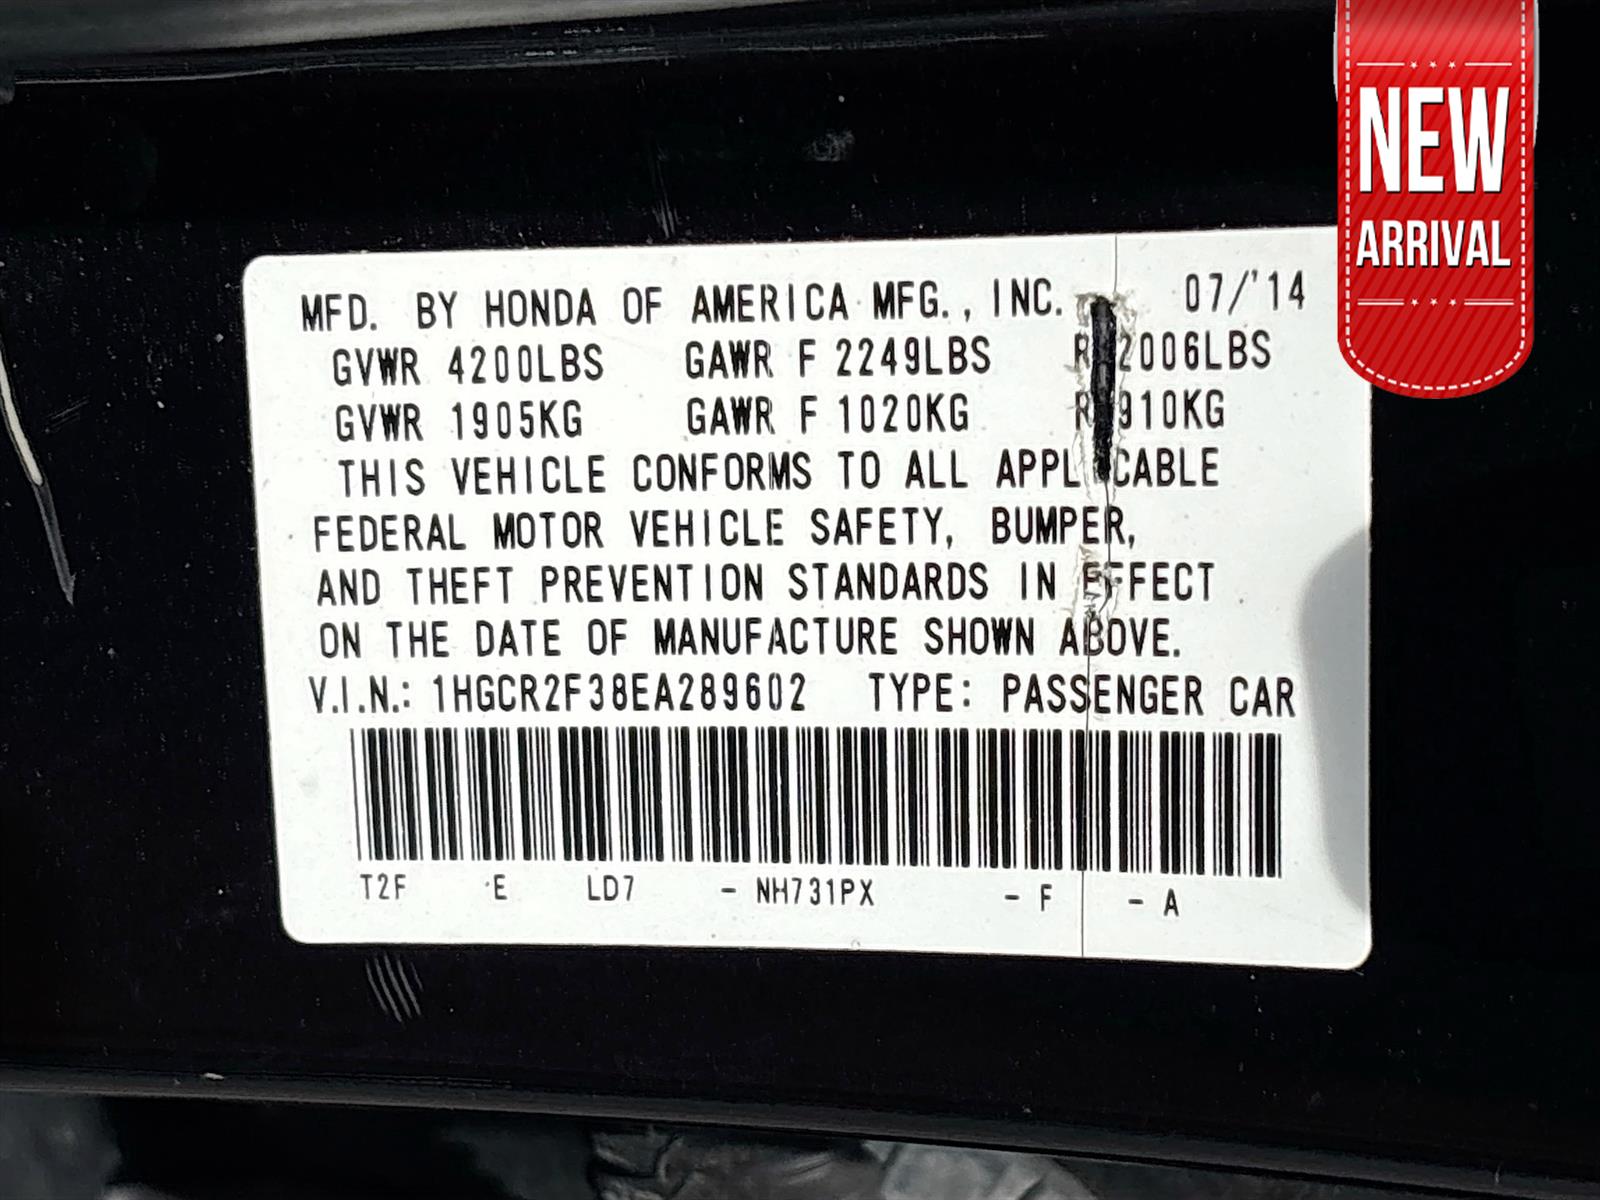 NEW
ARRIVAL
MFD. BY HONDA OF AMERICA MFG., INC. 07/'14
GVWR 4200LBS GAWR F 2249LBS R 2006LBS
GVWR 1905KG GAWR F 1020KG R 910KG
THIS VEHICLE CONFORMS TO ALL APPLICABLE
FEDERAL MOTOR VEHICLE SAFETY, BUMPER,
AND THEFT PREVENTION STANDARDS IN EFFECT
ON THE DATE OF MANUFACTURE SHOWN ABOVE.
V.I.N.: 1HGCR2F38EA289602 TYPE: PASSENGER CAR
T2F E LD7 - NH731PX - F - A